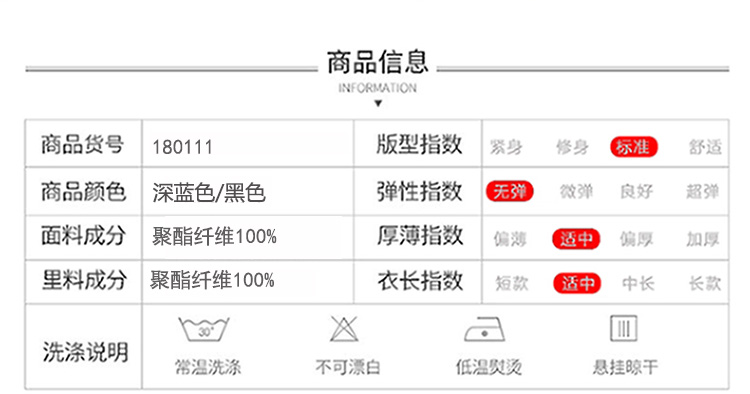 商品信息
INFORMATION
商品货号 180111 版型指数 紧身 修身 标准 舒适
商品颜色 深蓝色/黑色 弹性指数 无弹 微弹 良好 超弹
面料成分 聚酯纤维100% 厚薄指数 偏薄 适中 偏厚 加厚
里料成分 聚酯纤维100% 衣长指数 短款 适中 中长 长款
洗涤说明 30°
常温洗涤 不可漂白 低温熨烫 悬挂晾干